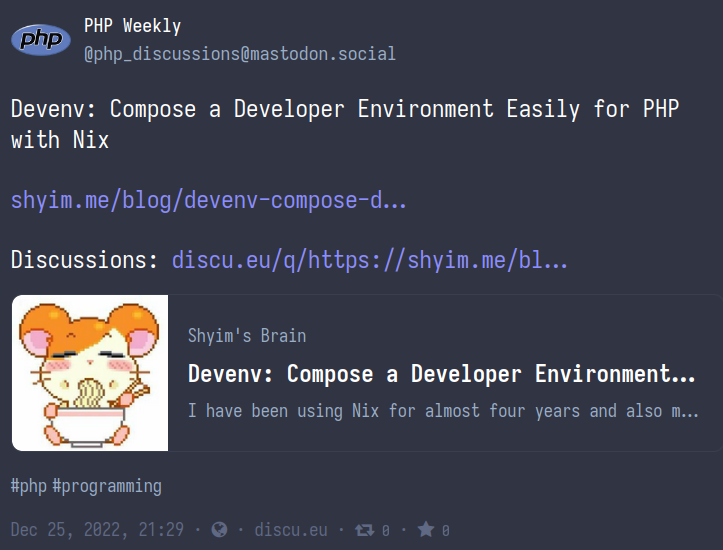 php
PHP Weekly
@php_discussions@mastodon.social
Devenv: Compose a Developer Environment Easily for PHP
with Nix
shyim.me/blog/devenv-compose-d...
Discussions: discu.eu/q/https://shyim.me/bl...
Shyim's Brain
Devenv: Compose a Developer Environment...
I have been using Nix for almost four years and also m...
#php #programming
Dec 25, 2022, 21:29 · · discu.eu · 0 · 0